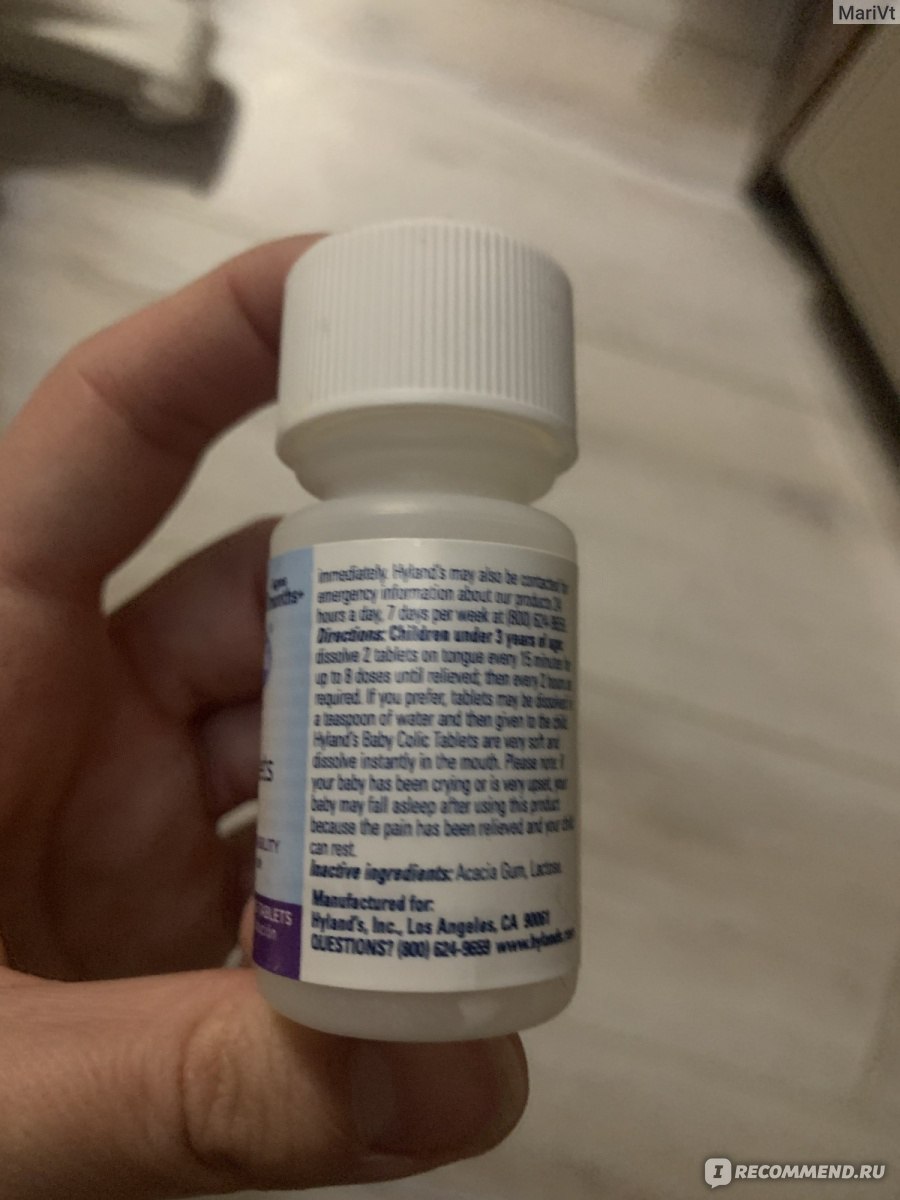 MariVt
immediately. Hyland's may also be contacted for
emergency information about our products 24
hours a day, 7 days per week at (800) 624-9659.
Directions: Children under 3 years of age:
dissolve 2 tablets on tongue every 15 minutes for
up to 8 doses until relieved; then every 2 hours as
required. If you prefer, tablets may be dissolved in
a teaspoon of water and then given to the child.
Hyland's Baby Colic Tablets are very soft and
dissolve instantly in the mouth. Please note: if
your baby has been crying or is very upset, your
baby may fall asleep after using this product
because the pain has been relieved and your child
can rest.
Inactive ingredients: Acacia Gum, Lactose.
Manufactured for:
Hyland's, Inc., Los Angeles, CA 90061
QUESTIONS? (800) 624-9659 www.hylands
TABLETS
IRECOMMEND.RU